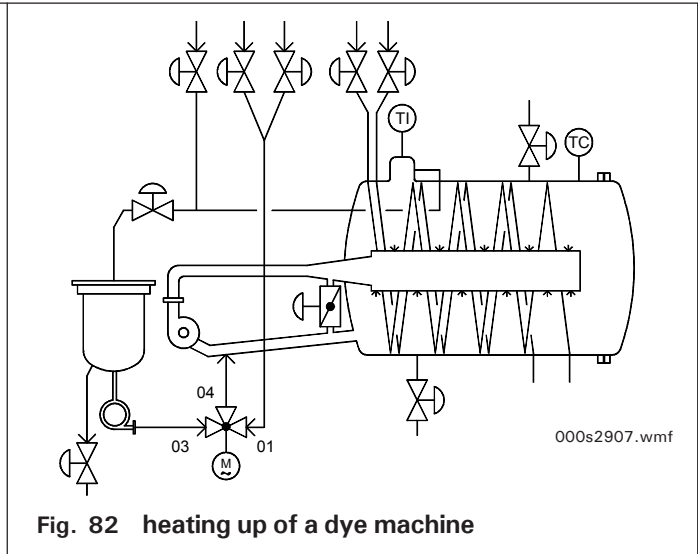 TI
TC
04
03
01
M
~
000s2907.wmf
Fig. 82 heating up of a dye machine